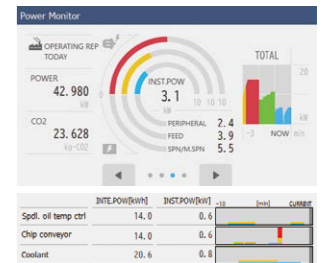 Power Monitor
OPERATING REP
TODAY
POWER
42.980
kW
CO2
23.628
kg-CO2
INST.POW
3.1
kW
0 10 10 10
PERIPHERAL 2.4
FEED 3.9
SPN/M.SPN 5.5
TOTAL
20
kW
-3 NOW min
INTE.POW[kWh] INST.POW[kW] -10 [min] CURRENT
Spdl. oil temp ctrl 14.0 0.6
Chip conveyor 14.0 0.6
Coolant 20.6 0.8